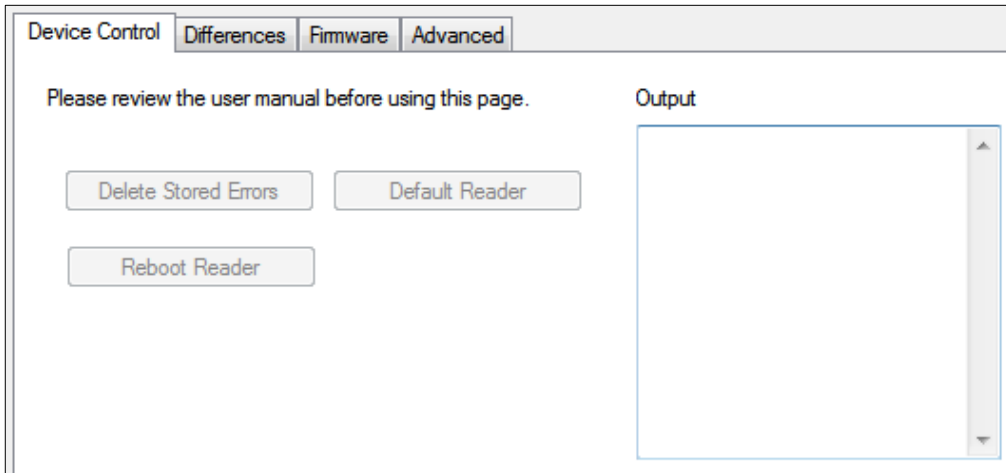 Device Control Differences Firmware Advanced
Please review the user manual before using this page. Output
Delete Stored Errors Default Reader
Reboot Reader